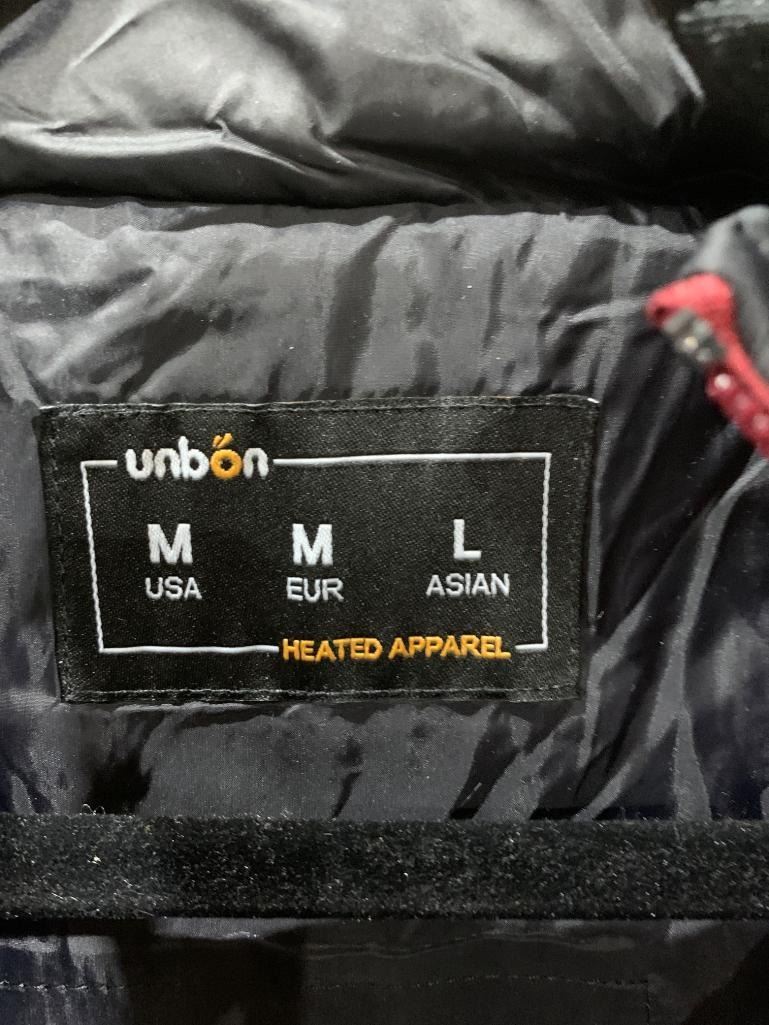 unbön
M M L
USA EUR ASIAN
HEATED APPAREL